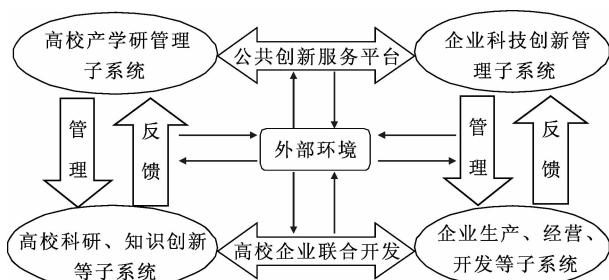 高校产学研管理
子系统
公共创新服务平台
企业科技创新管
理子系统
管理
反馈
外部环境
管理
反馈
高校科研、知识创新
等子系统
高校企业联合开发
企业生产、经营、
开发等子系统